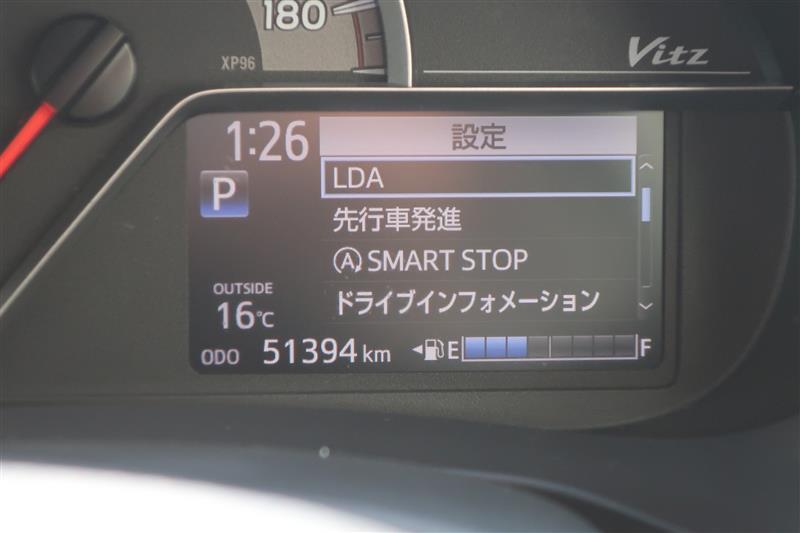 180
XP96
Vitz
1:26
設定
P
LDA
先行車発進
A SMART STOP
ドライブインフォメーション
OUTSIDE
16℃
ODO 51394 km
E F